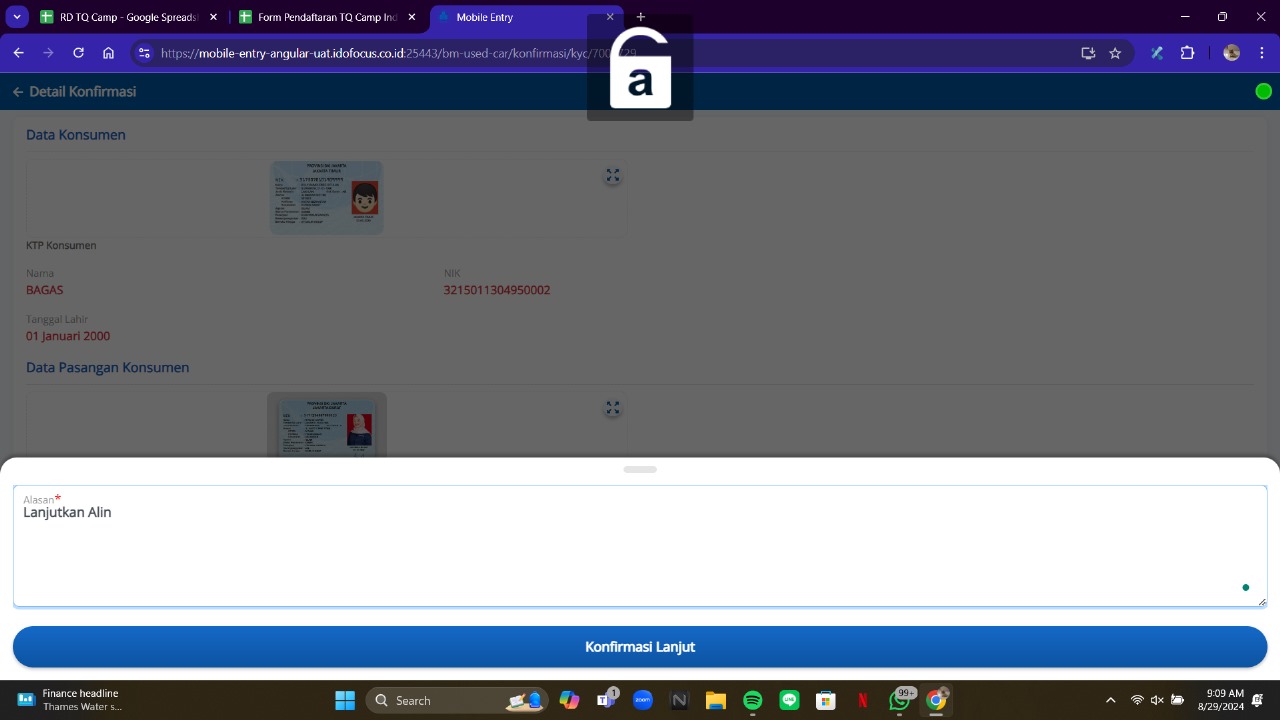 RD TQ Camp - Google Spreads
Form Pendaftaran TQ Camp Ind
Mobile Entry
https://mobile-entry-angular-uat.idofocus.co.id:25443/bm-used-car/konfirmasi/kyc/700
29
a
Detail Konfirmasi
Data Konsumen
KTP Konsumen
Nama
BAGAS
NIK
3215011304950002
Tanggal Lahir
01 Januari 2000
Data Pasangan Konsumen
Alasan*
Lanjutkan Alin
Konfirmasi Lanjut
Finance headline
Thames Water s...
Search
1
zoom
N
LINE
N
99+
9:09 AM
8/29/2024